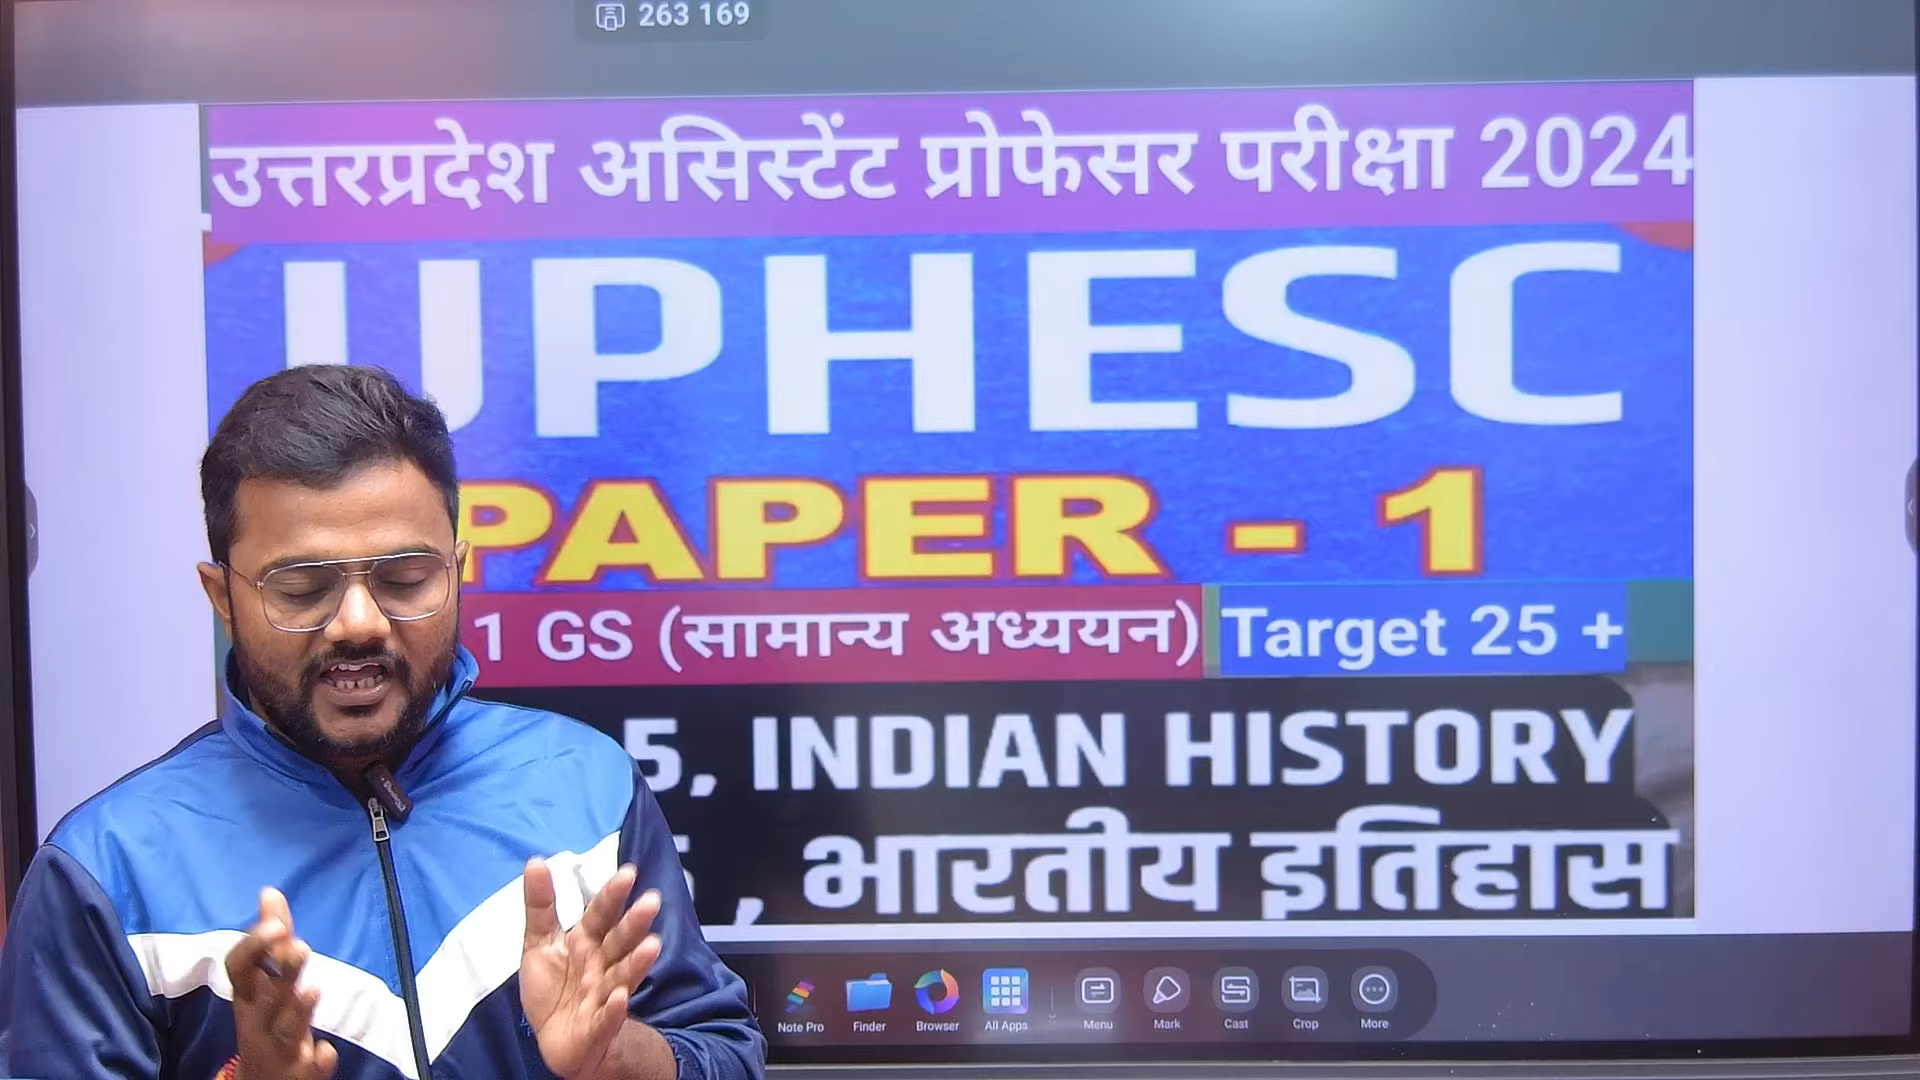 263 169
उत्तरप्रदेश असिस्टेंट प्रोफेसर परीक्षा 2024
UPHESC
PAPER - 1
1 GS (सामान्य अध्ययन) Target 25 +
5, INDIAN HISTORY
, भारतीय इतिहास
Note Pro Finder Browser All Apps Menu Mark Cast Crop More